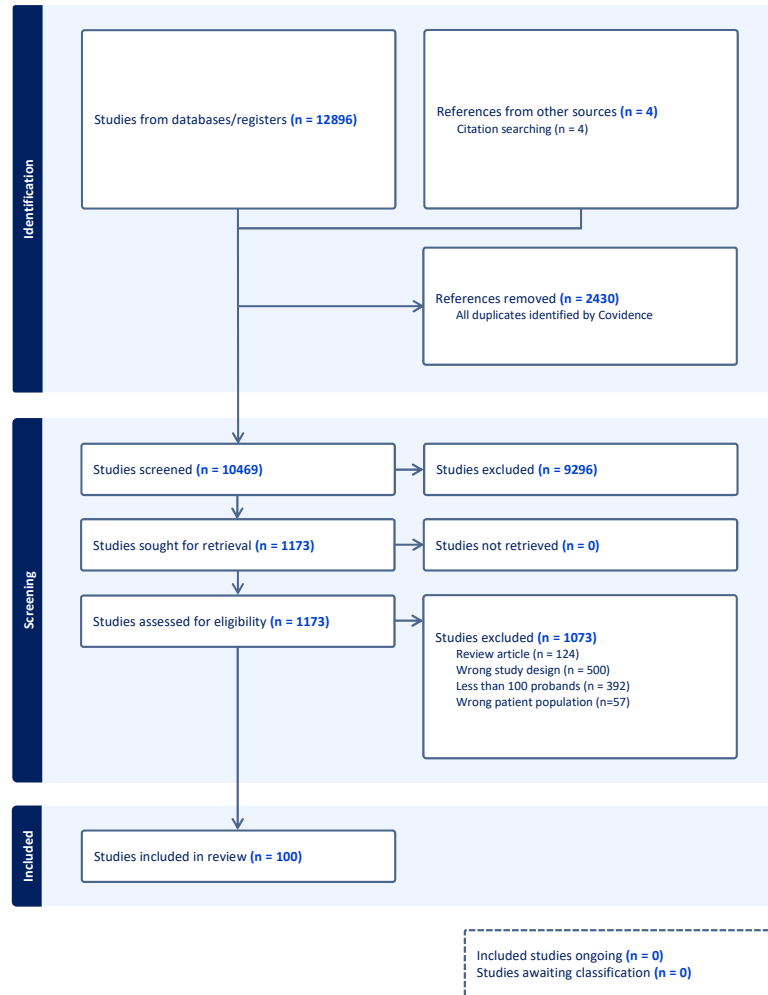 Identification
Studies from databases/registers (n = 12896)
References from other sources (n = 4)
Citation searching (n = 4)
References removed (n = 2430)
All duplicates identified by Covidence
Screening
Studies screened (n = 10469)
Studies excluded (n = 9296)
Studies sought for retrieval (n = 1173)
Studies not retrieved (n = 0)
Studies assessed for eligibility (n = 1173)
Studies excluded (n = 1073)
Review article (n = 124)
Wrong study design (n = 500)
Less than 100 probands (n = 392)
Wrong patient population (n=57)
Included
Studies included in review (n = 100)
Included studies ongoing (n = 0)
Studies awaiting classification (n = 0)